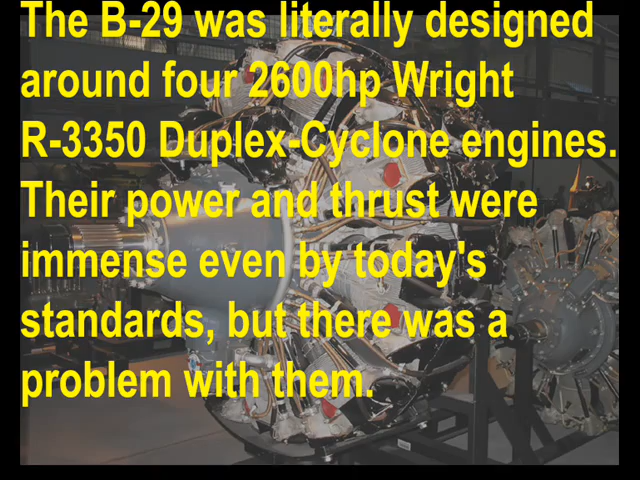 The B-29 was literally designed
around four 2600hp Wright
R-3350 Duplex-Cyclone engines.
Their power and thrust were
immense even by today's
standards, but there was a
problem with them.